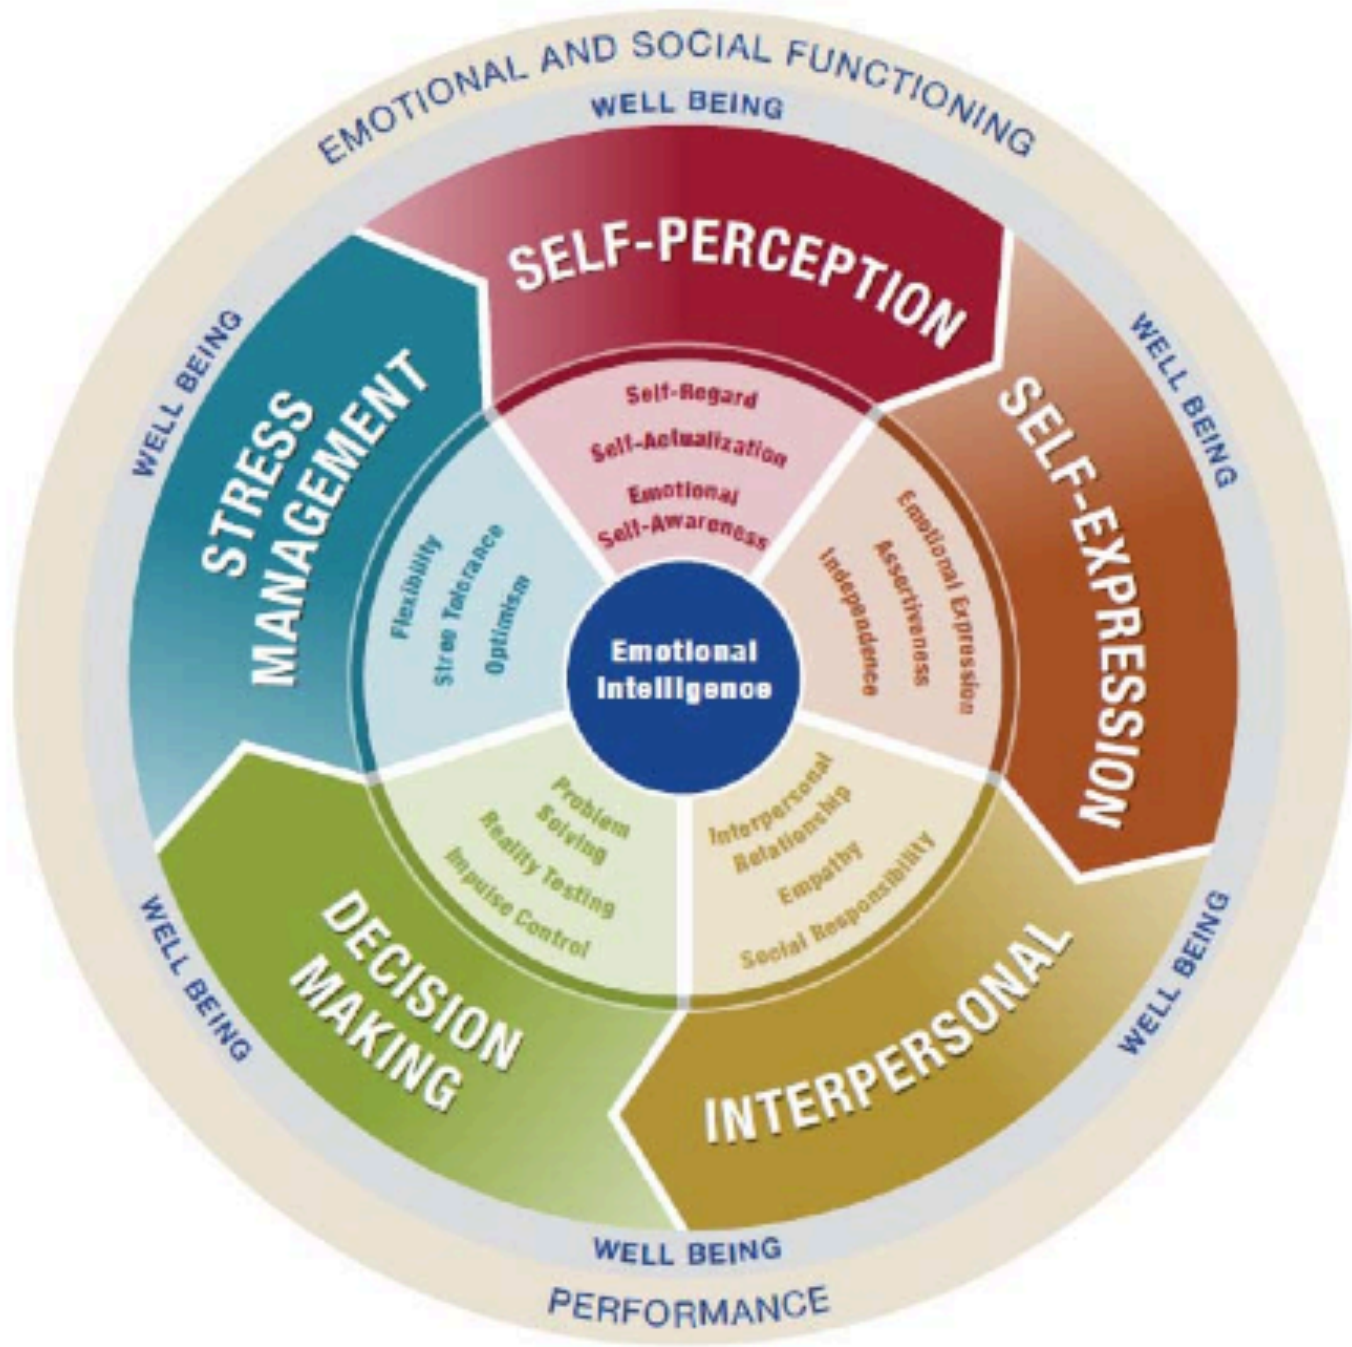 EMOTIONAL AND SOCIAL FUNCTIONING
WELL BEING
SELF-PERCEPTION
Self-Regard
Self-Actualization
Emotional
Self-Awareness
WELL BEING
SELF-EXPRESSION
Emotional Expression
Assertiveness
Independence
WELL BEING
INTERPERSONAL
Interpersonal
Relationship
Empathy
Social Responsibility
WELL BEING
DECISION
MAKING
Problem
Solving
Reality Testing
Impulse Control
WELL BEING
STRESS
MANAGEMENT
Flexibility
Stree Tolerance
Optimism
WELL BEING
Emotional
Intelligence
PERFORMANCE